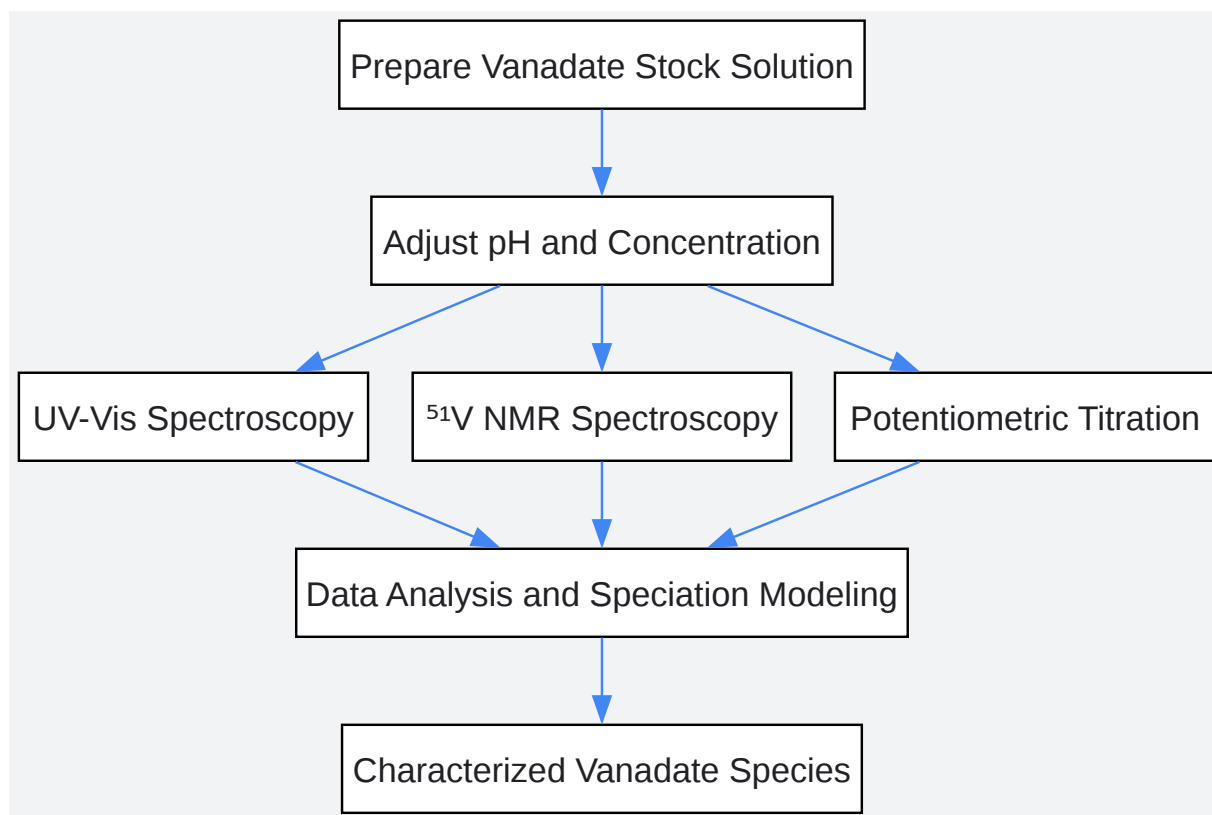 Prepare Vanadate Stock Solution
Adjust pH and Concentration
UV-Vis Spectroscopy
⁵¹V NMR Spectroscopy
Potentiometric Titration
Data Analysis and Speciation Modeling
Characterized Vanadate Species